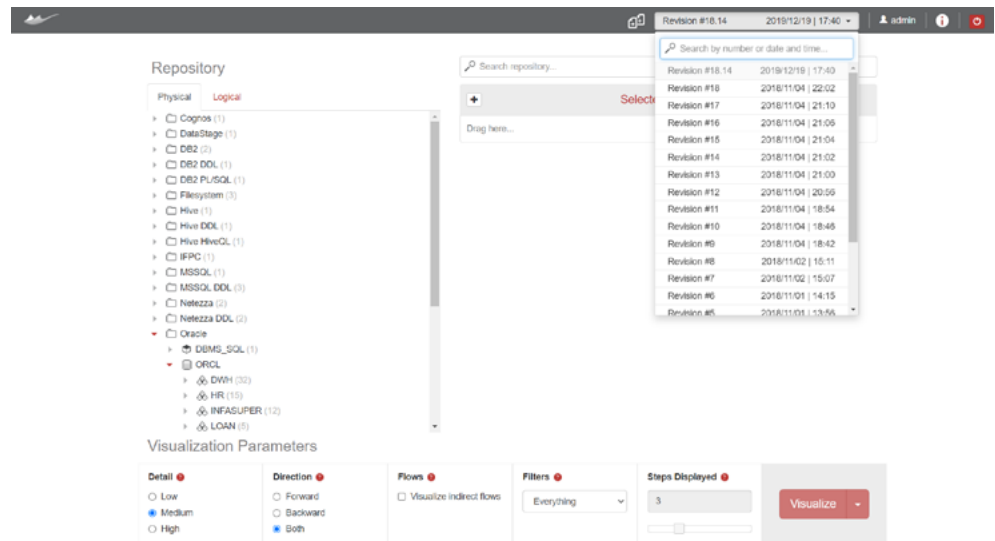 Revision #18.14 2019/12/19 | 17:40
admin
Search by number or date and time...
Revision #18.14 2019/12/19 | 17:40
Revision #18 2018/11/04 | 22:02
Revision #17 2018/11/04 | 21:10
Revision #16 2018/11/04 | 21:06
Revision #15 2018/11/04 | 21:04
Revision #14 2018/11/04 | 21:02
Revision #13 2018/11/04 | 21:00
Revision #12 2018/11/04 | 20:56
Revision #11 2018/11/04 | 18:54
Revision #10 2018/11/04 | 18:46
Revision #9 2018/11/04 | 18:42
Revision #8 2018/11/02 | 15:11
Revision #7 2018/11/02 | 15:07
Revision #6 2018/11/01 | 14:15
Revision #5 2018/11/01 | 13:56
Repository
Physical Logical
Cognos (1)
DataStage (1)
DB2 (2)
DB2 DDL (1)
DB2 PL/SQL (1)
Filesystem (3)
Hive (1)
Hive DDL (1)
Hive HiveQL (1)
IFPC (1)
MSSQL (1)
MSSQL DDL (3)
Netezza (2)
Netezza DDL (2)
Oracle
DBMS_SQL (1)
ORCL
DWH (32)
HR (15)
INFASUPER (12)
LOAN (5)
Search repository...
Drag here...
Visualization Parameters
Detail
Low
Medium
High
Direction
Forward
Backward
Both
Flows
Visualize indirect flows
Filters
Everything
Steps Displayed
3
Visualize